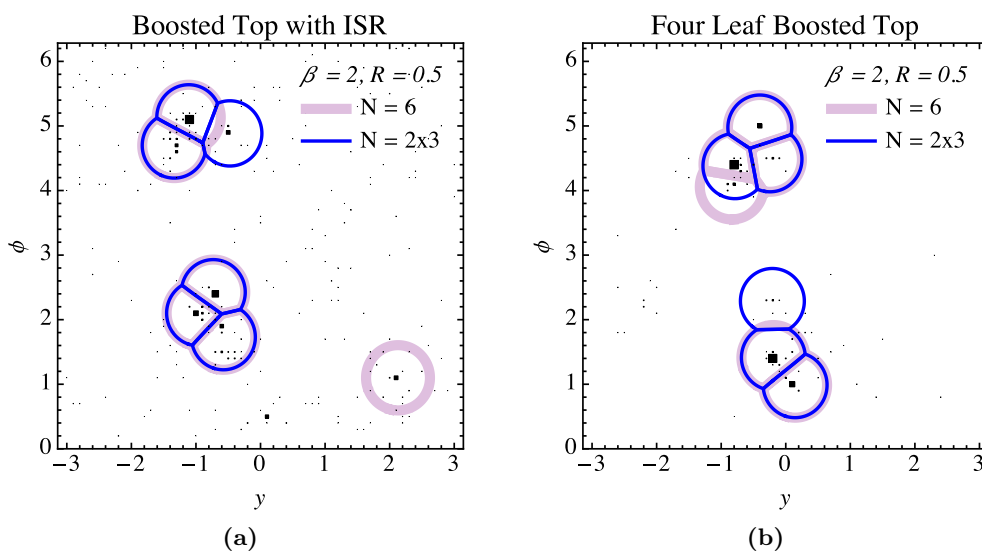 Boosted Top with ISR
β = 2, R = 0.5
N = 6
N = 2x3
ϕ
0
1
2
3
4
5
6
−3 −2 −1 0 1 2 3
y
(a)
Four Leaf Boosted Top
β = 2, R = 0.5
N = 6
N = 2x3
ϕ
0
1
2
3
4
5
6
−3 −2 −1 0 1 2 3
y
(b)